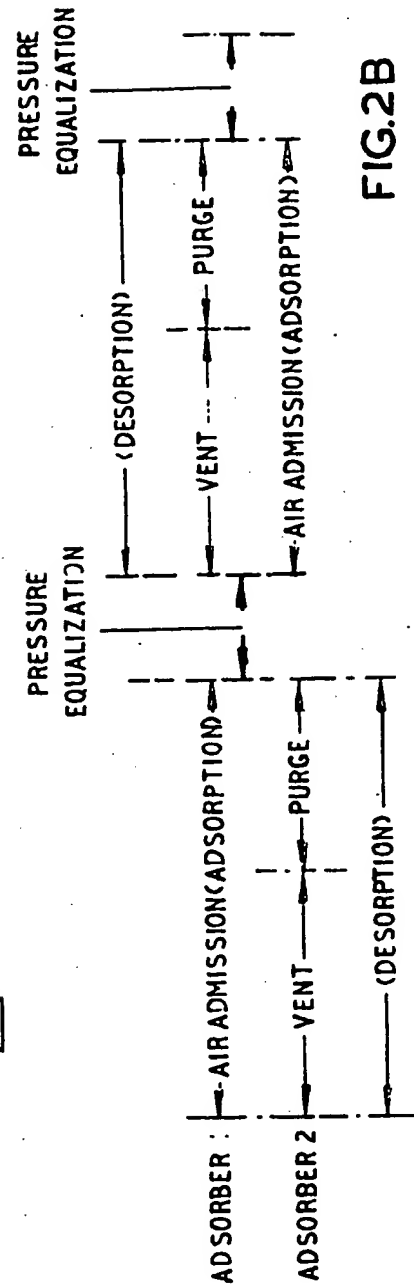 PRESSURE
EQUALIZATION
PRESSURE
EQUALIZATION
(DESORPTION)
ADSORBER :
AIR ADMISSION(ADSORPTION)
VENT
PURGE
ADSORBER 2
VENT
PURGE
AIR ADMISSION(ADSORPTION)
(DESORPTION)
FIG.2B